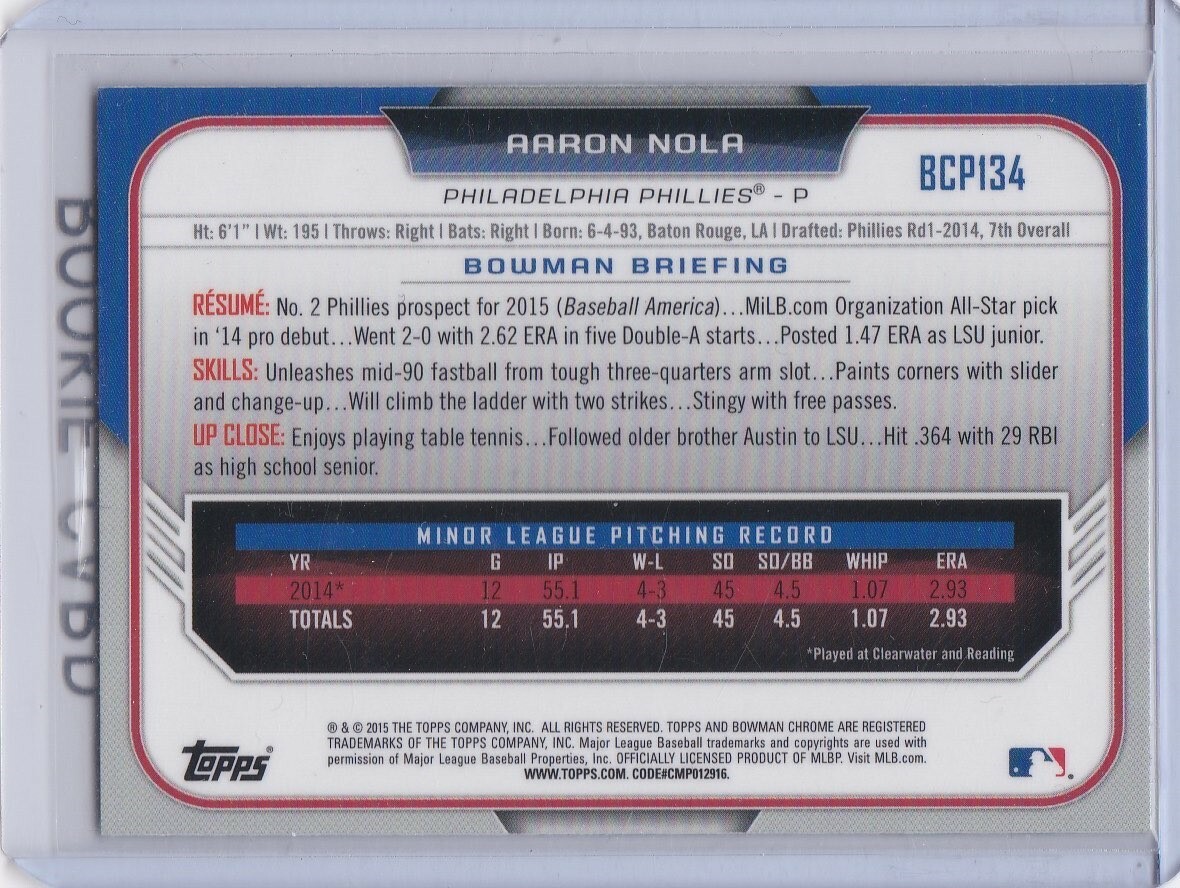 AARON NOLA
BCP134
PHILADELPHIA PHILLIES® - P
Ht: 6'1" | Wt: 195 | Throws: Right | Bats: Right | Born: 6-4-93, Baton Rouge, LA | Drafted: Phillies Rd1-2014, 7th Overall
BOWMAN BRIEFING
RÉSUMÉ: No. 2 Phillies prospect for 2015 (Baseball America)...MiLB.com Organization All-Star pick
in '14 pro debut...Went 2-0 with 2.62 ERA in five Double-A starts...Posted 1.47 ERA as LSU junior.
SKILLS: Unleashes mid-90 fastball from tough three-quarters arm slot...Paints corners with slider
and change-up...Will climb the ladder with two strikes...Stingy with free passes.
UP CLOSE: Enjoys playing table tennis...Followed older brother Austin to LSU...Hit .364 with 29 RBI
as high school senior.
MINOR LEAGUE PITCHING RECORD
YR G IP W-L SO SO/BB WHIP ERA
2014* 12 55.1 4-3 45 4.5 1.07 2.93
TOTALS 12 55.1 4-3 45 4.5 1.07 2.93
*Played at Clearwater and Reading
® & © 2015 THE TOPPS COMPANY, INC. ALL RIGHTS RESERVED. TOPPS AND BOWMAN CHROME ARE REGISTERED
TRADEMARKS OF THE TOPPS COMPANY, INC. Major League Baseball trademarks and copyrights are used with
permission of Major League Baseball Properties, Inc. OFFICIALLY LICENSED PRODUCT OF MLBP. Visit MLB.com.
WWW.TOPPS.COM. CODE#CMP012916.
topps®